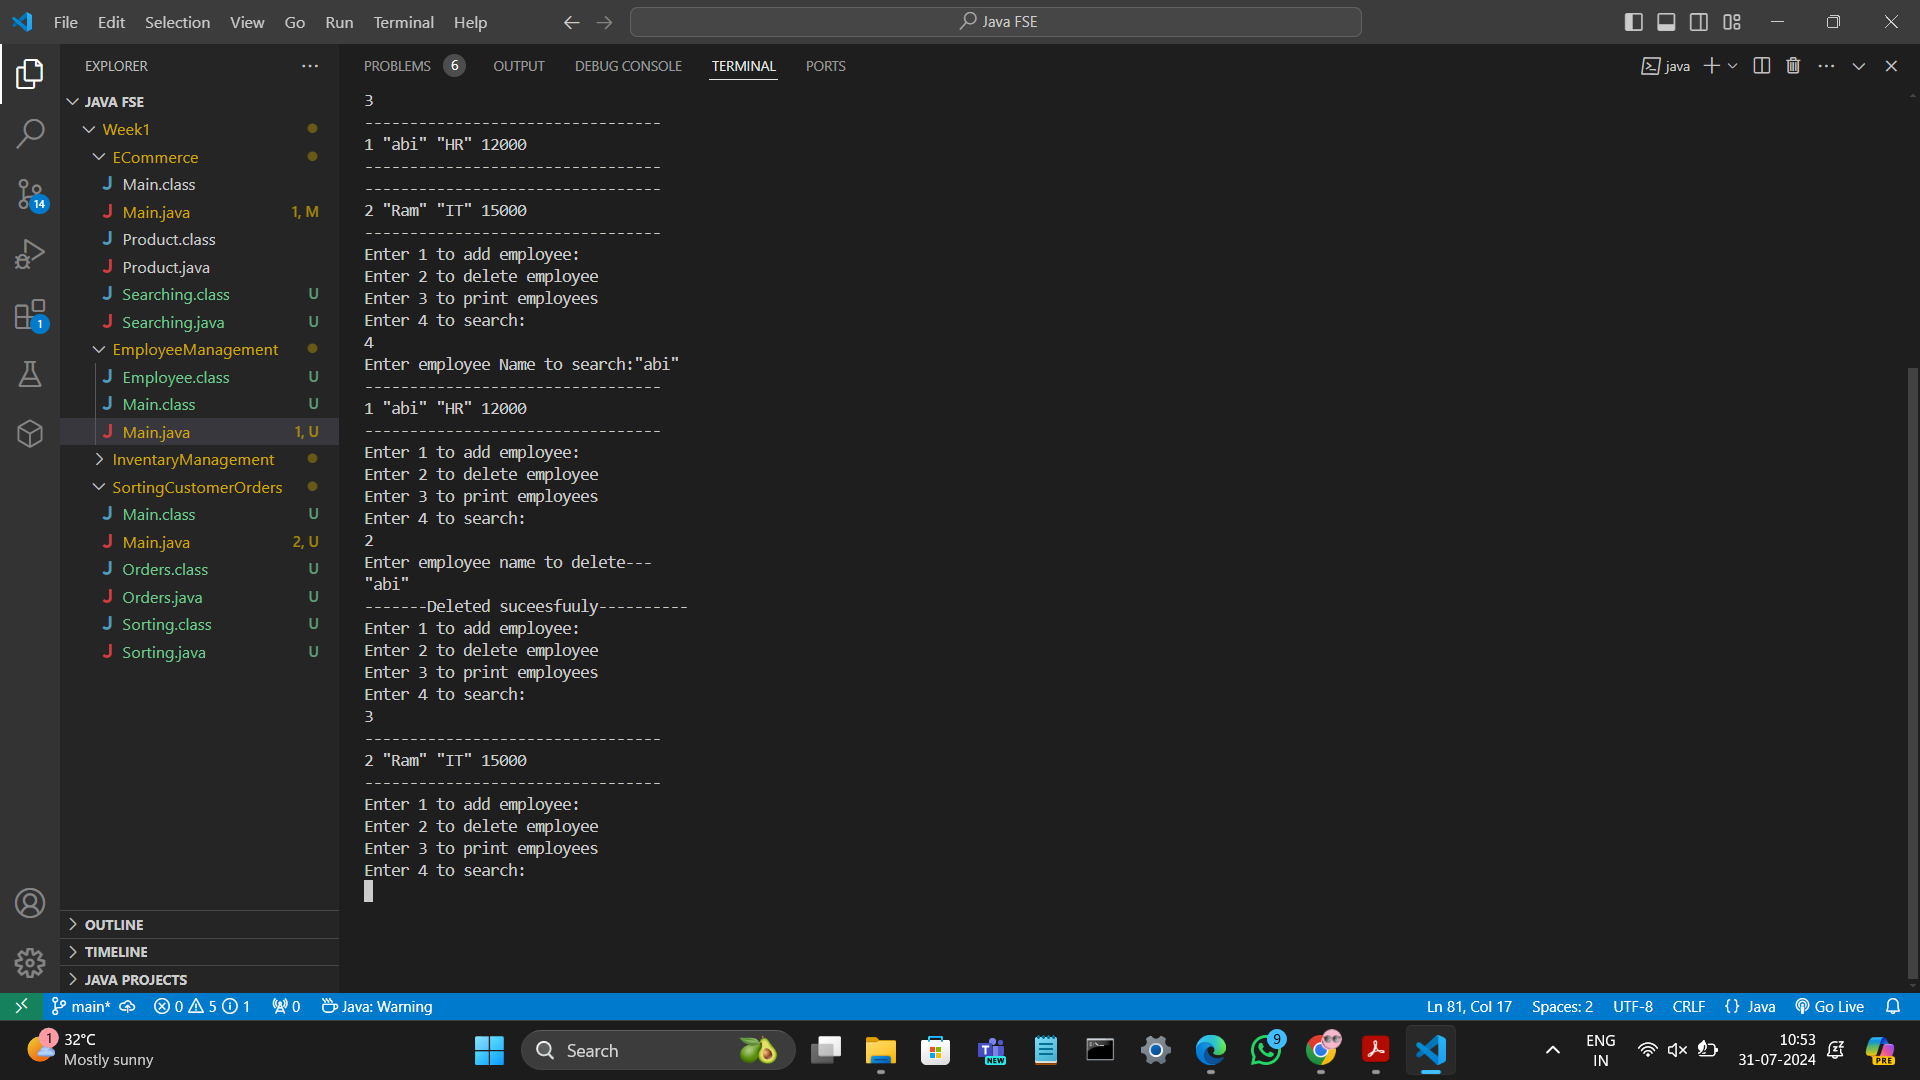 File Edit Selection View Go Run Terminal Help
Java FSE
EXPLORER
PROBLEMS 6 OUTPUT DEBUG CONSOLE TERMINAL PORTS
java
JAVA FSE
Week1
ECommerce
Main.class
Main.java 1, M
Product.class
Product.java
Searching.class U
Searching.java U
EmployeeManagement
Employee.class U
Main.class U
Main.java 1, U
InventaryManagement
SortingCustomerOrders
Main.class U
Main.java 2, U
Orders.class U
Orders.java U
Sorting.class U
Sorting.java U
OUTLINE
TIMELINE
JAVA PROJECTS
14
1
3
---------------------------------
1 "abi" "HR" 12000
---------------------------------
---------------------------------
2 "Ram" "IT" 15000
---------------------------------
Enter 1 to add employee:
Enter 2 to delete employee
Enter 3 to print employees
Enter 4 to search:
4
Enter employee Name to search:"abi"
---------------------------------
1 "abi" "HR" 12000
---------------------------------
Enter 1 to add employee:
Enter 2 to delete employee
Enter 3 to print employees
Enter 4 to search:
2
Enter employee name to delete---
"abi"
-------Deleted suceesfuuly----------
Enter 1 to add employee:
Enter 2 to delete employee
Enter 3 to print employees
Enter 4 to search:
3
---------------------------------
2 "Ram" "IT" 15000
---------------------------------
Enter 1 to add employee:
Enter 2 to delete employee
Enter 3 to print employees
Enter 4 to search:
main* 0 5 1 0 Java: Warning
Ln 81, Col 17 Spaces: 2 UTF-8 CRLF {} Java Go Live
1
32°C
Mostly sunny
Search
NEW
9
ENG
IN
10:53
31-07-2024
PRE